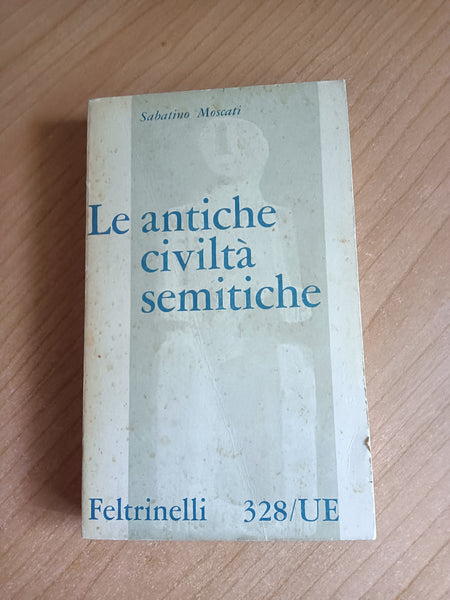 Sabatino Moscati
Le antiche
civiltà
semitiche
Feltrinelli 328/UE